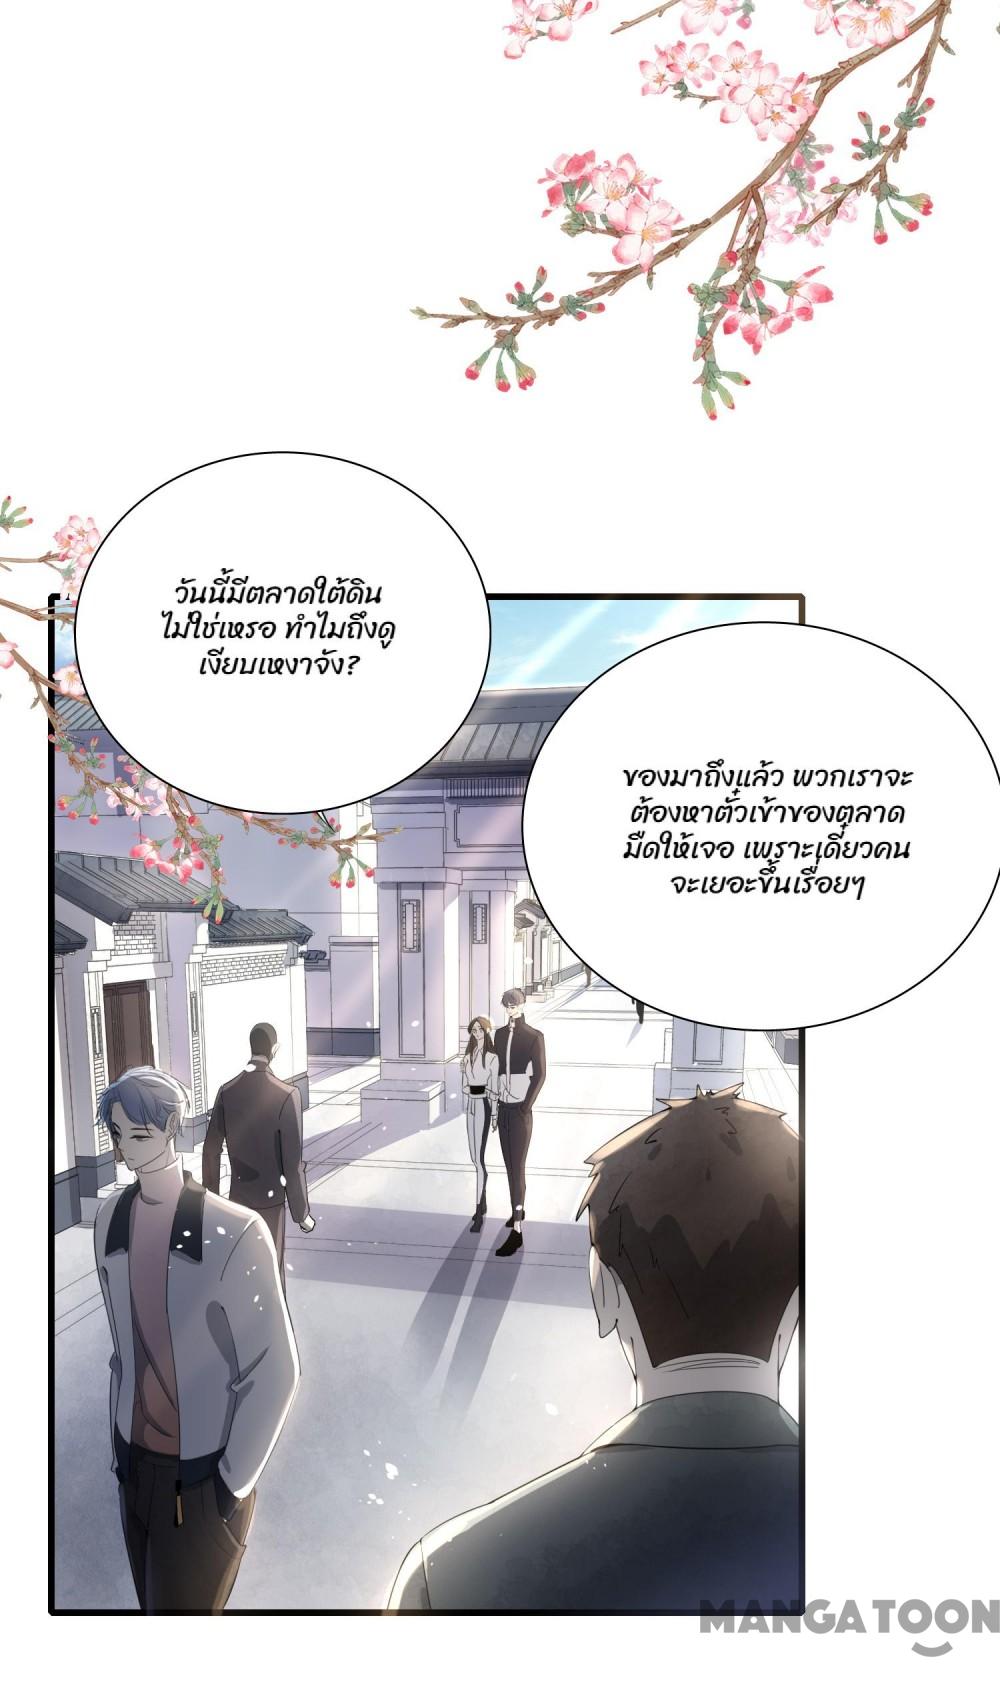 วันนี้มีตลาดใต้ดิน
ไม่ใช่เหรอ ทำไมถึงดู
เงียบเหงาจัง?
ของมาถึงแล้ว พวกเราจะ
ต้องหาตั๋วเข้าของตลาด
มืดให้เจอ เพราะเดี๋ยวคน
จะเยอะขึ้นเรื่อยๆ
MANGATOON